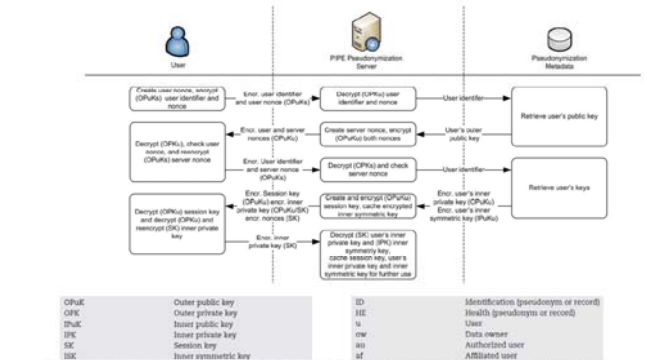 User
PIPE Pseudonymization
Server
Pseudonymization
Metadata
Create user nonce, encrypt
(OPuKs) user identifier and
nonce
Encr. user identifier
and user nonce (OPuKs)
Decrypt (OPKu) user
identifier and nonce
User identifier
Retrieve user's public key
Decrypt (OPKu), check user
nonce, and reencrypt
(OPuKs) server nonce
Encr. user and server
nonces (OPuKu)
Create server nonce, encrypt
(OPuKu) both nonces
User's outer
public key
Encr. User identifier
and server nonce
(OPuKs)
Decrypt (OPKs) and check
server nonce
User identifier
Retrieve user's keys
Decrypt (OPKu) session key
and decrypt (OPKu) and
reencrypt (SK) inner private
key
Encr. Session key
(OPuKu) encr. inner
private key (OPuKu/SK)
encr. nonces (SK)
Create and encrypt (OPuKu)
session key, cache encrypted
inner symmetric key
Encr. user's inner
private key (OPuKu)
Encr. user's inner
symmetric key (IPuKu)
Encr. inner
private key (SK)
Decrypt (SK) user's inner
private key and (IPK) inner
symmetriy key,
cache session key, user's
inner private key and inner
symmetric key for further use
OPuK Outer public key
OPK Outer private key
IPuK Inner public key
IPK Inner private key
SK Session key
ISK Inner symmetric key
ID Identification (pseudonym or record)
HE Health (pseudonym or record)
u User
ow Data owner
au Authorized user
af Affiliated user